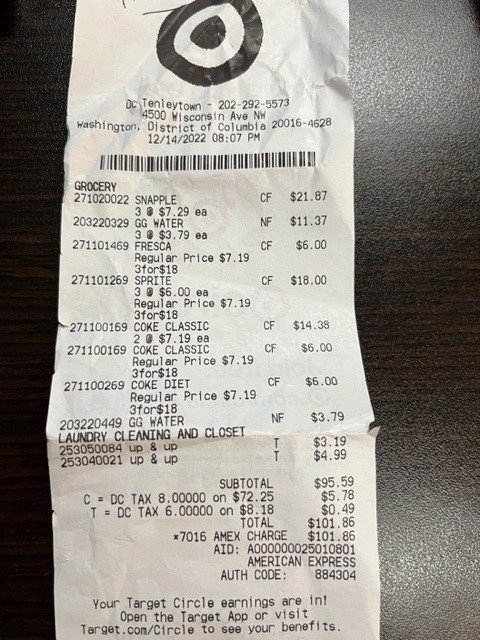 DC Tenleytown - 202-292-5573
4500 Wisconsin Ave NW
Washington, District of Columbia 20016-4628
12/14/2022 08:07 PM
GROCERY
271020022 SNAPPLE CF $21.87
3 @ $7.29 ea
203220329 GG WATER NF $11.37
3 @ $3.79 ea
271101469 FRESCA CF $6.00
Regular Price $7.19
3for$18
271101269 SPRITE CF $18.00
3 @ $6.00 ea
Regular Price $7.19
3for$18
271100169 COKE CLASSIC CF $14.38
2 @ $7.19 ea
271100169 COKE CLASSIC CF $6.00
Regular Price $7.19
3for$18
271100269 COKE DIET CF $6.00
Regular Price $7.19
3for$18
203220449 GG WATER NF $3.79
LAUNDRY CLEANING AND CLOSET
253050084 up & up T $3.19
253040021 up & up T $4.99
SUBTOTAL $95.59
C = DC TAX 8.00000 on $72.25 $5.78
T = DC TAX 6.00000 on $8.18 $0.49
TOTAL $101.86
*7016 AMEX CHARGE $101.86
AID: A000000025010801
AMERICAN EXPRESS
AUTH CODE: 884304
Your Target Circle earnings are in!
Open the Target App or visit
Target.com/Circle to see your benefits.